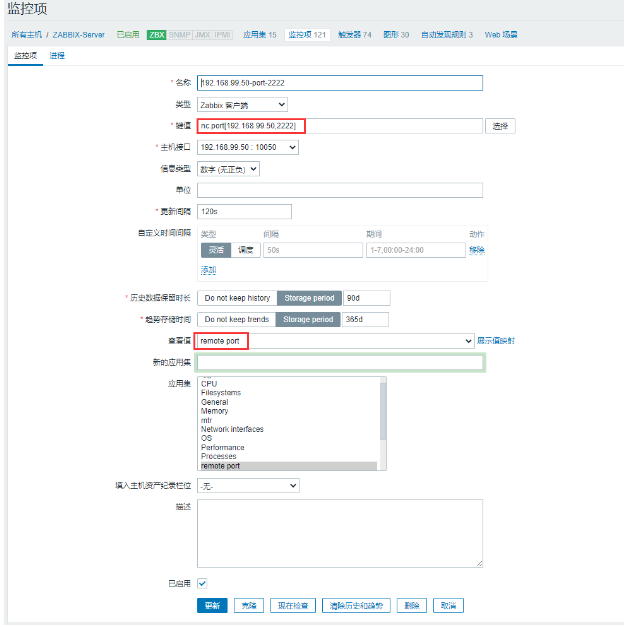 监控项
所有主机 / ZABBIX-Server 已启用 ZBX SNMP JMX IPMI 应用集 15 监控项 121 触发器 74 图形 30 自动发现规则 3 Web 场景
监控项 进程
* 名称 192.168.99.50-port-2222
类型 Zabbix 客户端
* 键值 nc.port[192.168.99.50,2222] 选择
* 主机接口 192.168.99.50 : 10050
信息类型 数字 (无正负)
单位
* 更新间隔 120s
自定义时间间隔 类型 间隔 期间 动作
灵活 调度 50s 1-7,00:00-24:00 移除
添加
* 历史数据保留时长 Do not keep history Storage period 90d
* 趋势存储时间 Do not keep trends Storage period 365d
查看值 remote port 展示值映射
新的应用集
应用集
CPU
Filesystems
General
Memory
mtr
Network interfaces
OS
Performance
Processes
remote port
填入主机资产纪录栏位 -无-
描述
已启用
更新 克隆 现在检查 清除历史和趋势 删除 取消